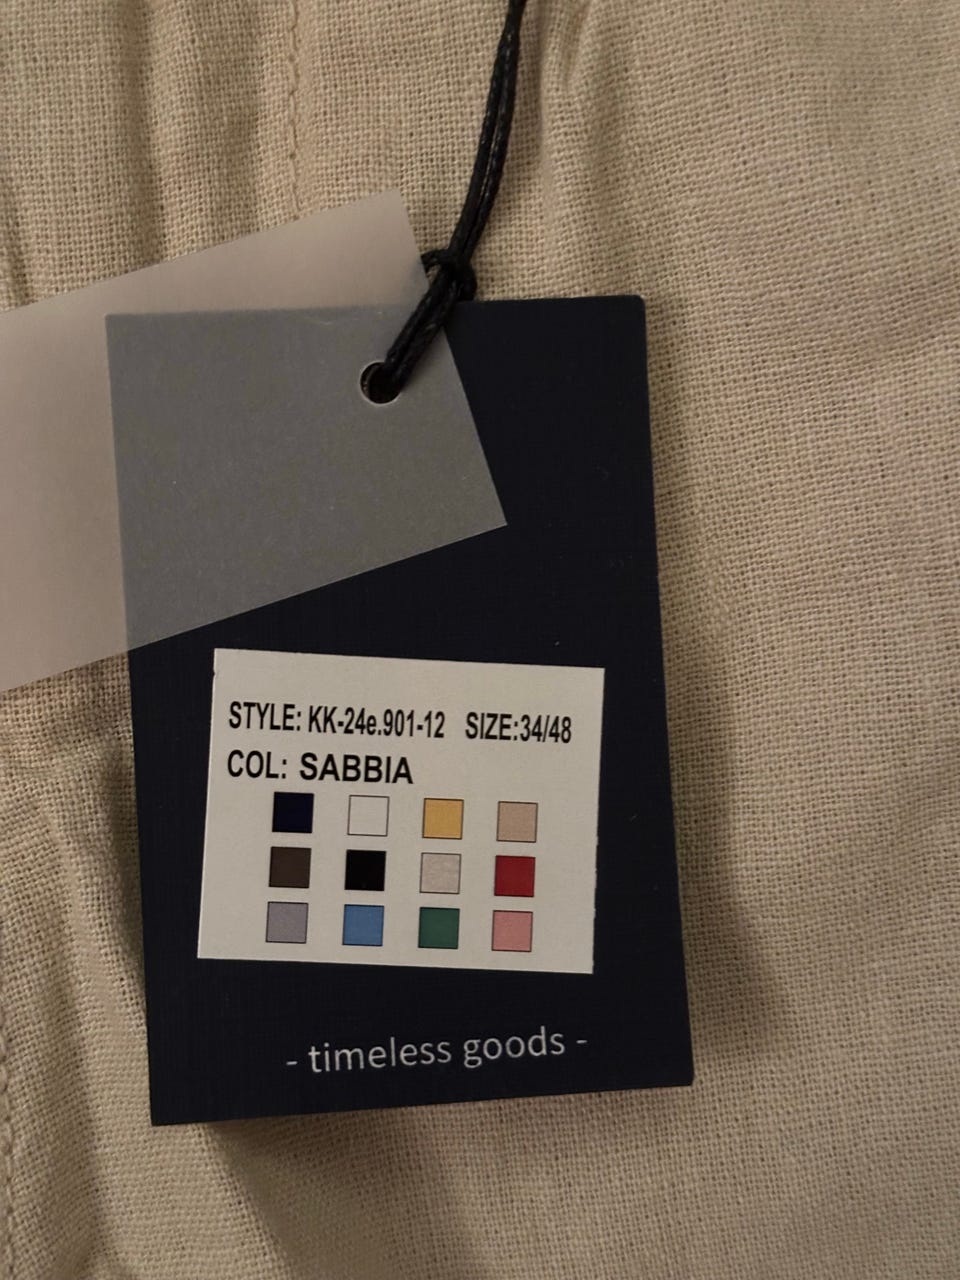 STYLE: KK-24e.901-12 SIZE:34/48
COL: SABBIA
- timeless goods -